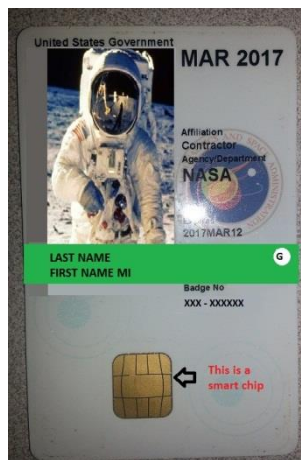 United States Government
MAR 2017
Affiliation
Contractor
Agency/Department
NASA
Expires
2017MAR12
LAST NAME
G
FIRST NAME MI
Badge No
XXX - XXXXXX
This is a
smart chip